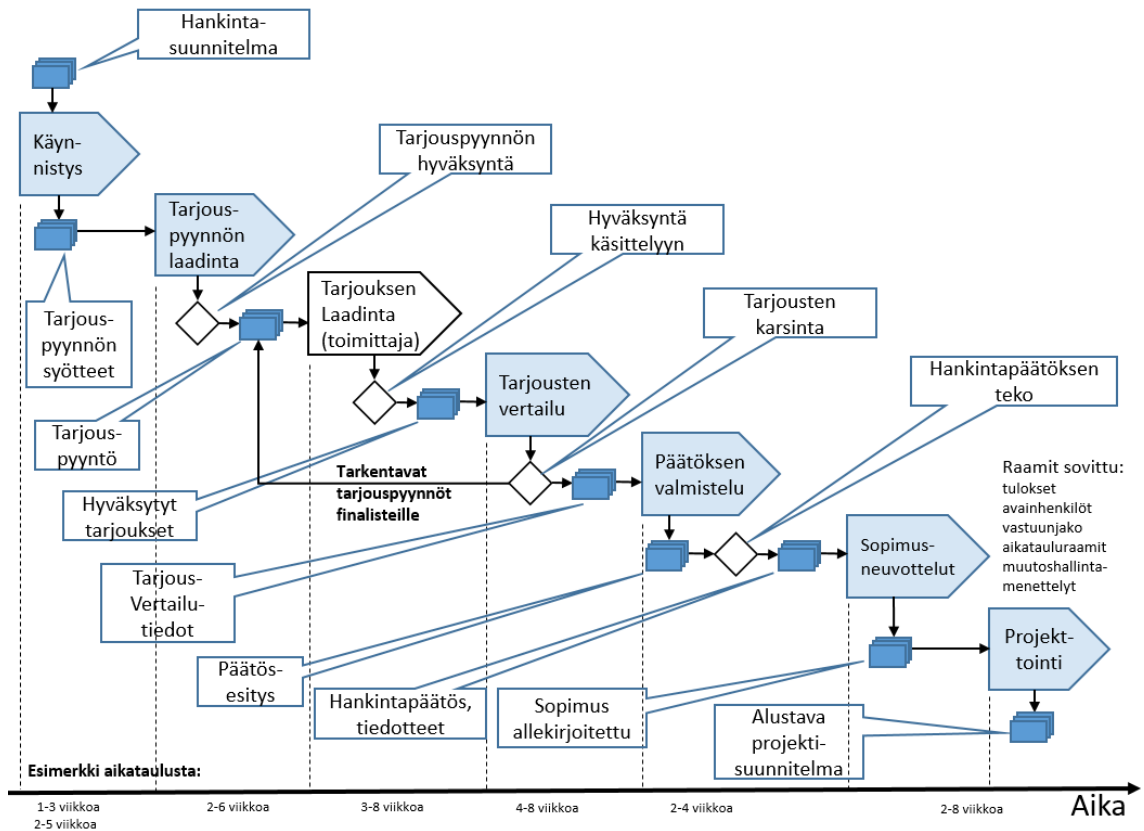 Hankinta-
suunnitelma
Käyn-
nistys
Tarjouspyynnön
hyväksyntä
Tarjous-
pyynnön
laadinta
Hyväksyntä
käsittelyyn
Tarjous-
pyynnön
syötteet
Tarjouksen
Laadinta
(toimittaja)
Tarjousten
karsinta
Tarjousten
vertailu
Hankintapäätöksen
teko
Tarjous-
pyyntö
Tarkentavat
tarjouspyynnöt
finalisteille
Päätöksen
valmistelu
Raamit sovittu:
tulokset
avainhenkilöt
vastuunjako
aikatauluraamit
muutoshallinta-
menettelyt
Hyväksytyt
tarjoukset
Sopimus-
neuvottelut
Tarjous-
Vertailu-
tiedot
Projekt-
tointi
Päätös-
esitys
Hankintapäätös,
tiedotteet
Sopimus
allekirjoitettu
Alustava
projekti-
suunnitelma
Esimerkki aikataulusta:
1-3 viikkoa
2-5 viikkoa
2-6 viikkoa
3-8 viikkoa
4-8 viikkoa
2-4 viikkoa
2-8 viikkoa
Aika